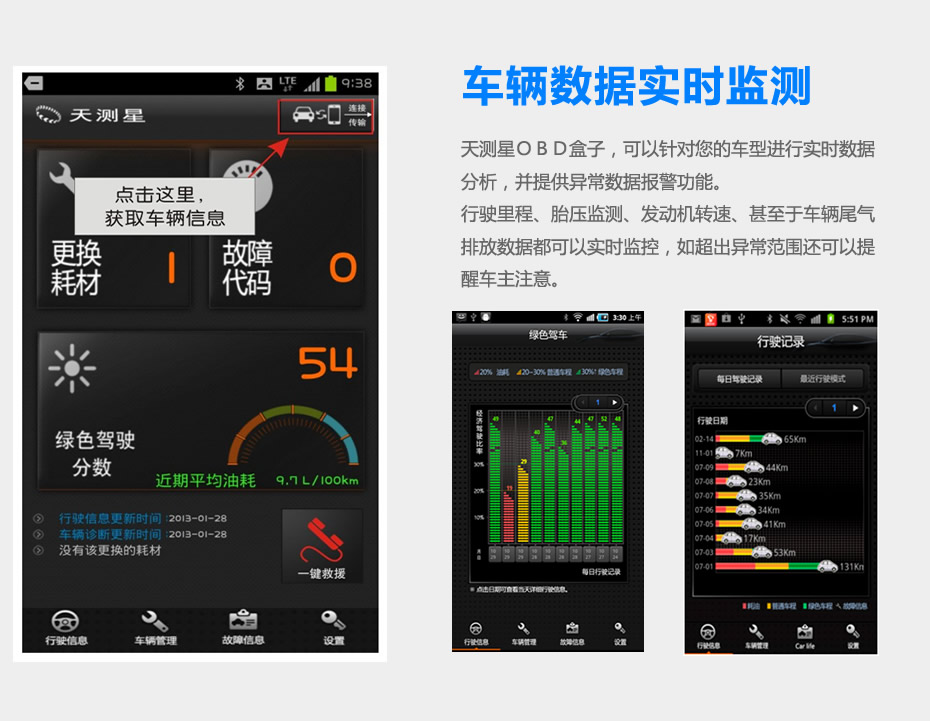 LTE 9:38
天测星
连接
传输
点击这里，
获取车辆信息
更换
耗材
1
故障
代码
0
54
绿色驾驶
分数
近期平均油耗 9.7 L/100km
行驶信息更新时间 :2013-01-28
车辆诊断更新时间 :2013-01-28
没有该更换的耗材
一键救援
行驶信息 车辆管理 故障信息 设置
车辆数据实时监测
天测星ＯＢＤ盒子，可以针对您的车型进行实时数据
分析，并提供异常数据报警功能。
行驶里程、胎压监测、发动机转速、甚至于车辆尾气
排放数据都可以实时监控，如超出异常范围还可以提
醒车主注意。
3:30 上午
绿色驾车
20% 油耗 20~30% 普通车程 30%↑ 绿色车程
1
经济驾驶比率
49 19 29 40 47 36 44 47 52 48
30%
20%
10%
每日行驶记录
※ 点击日期可查看当天详细行驶信息。
行驶信息 车辆管理 故障信息 设置
5:51 PM
行驶记录
每日驾驶记录 最近行驶模式
1
行驶日期
02-14 65Km
11-01 7Km
07-09 44Km
07-08 23Km
07-07 35Km
07-06 34Km
07-05 41Km
07-04 17Km
07-03 53Km
07-01 131Km
耗油 普通车程 绿色车程 故障信息
行驶信息 车辆管理 Car life 设置